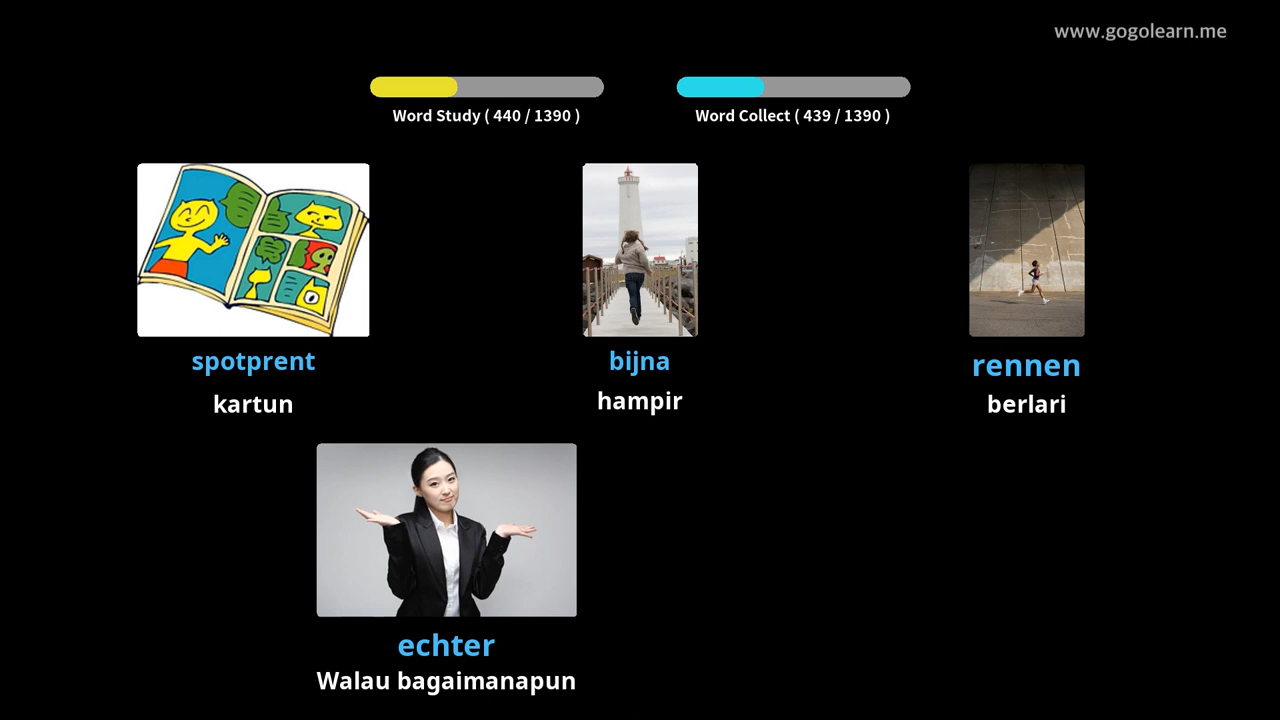 www.gogolearn.me
Word Study ( 440 / 1390 )
Word Collect ( 439 / 1390 )
spotprent
bijna
rennen
kartun
hampir
berlari
echter
Walau bagaimanapun